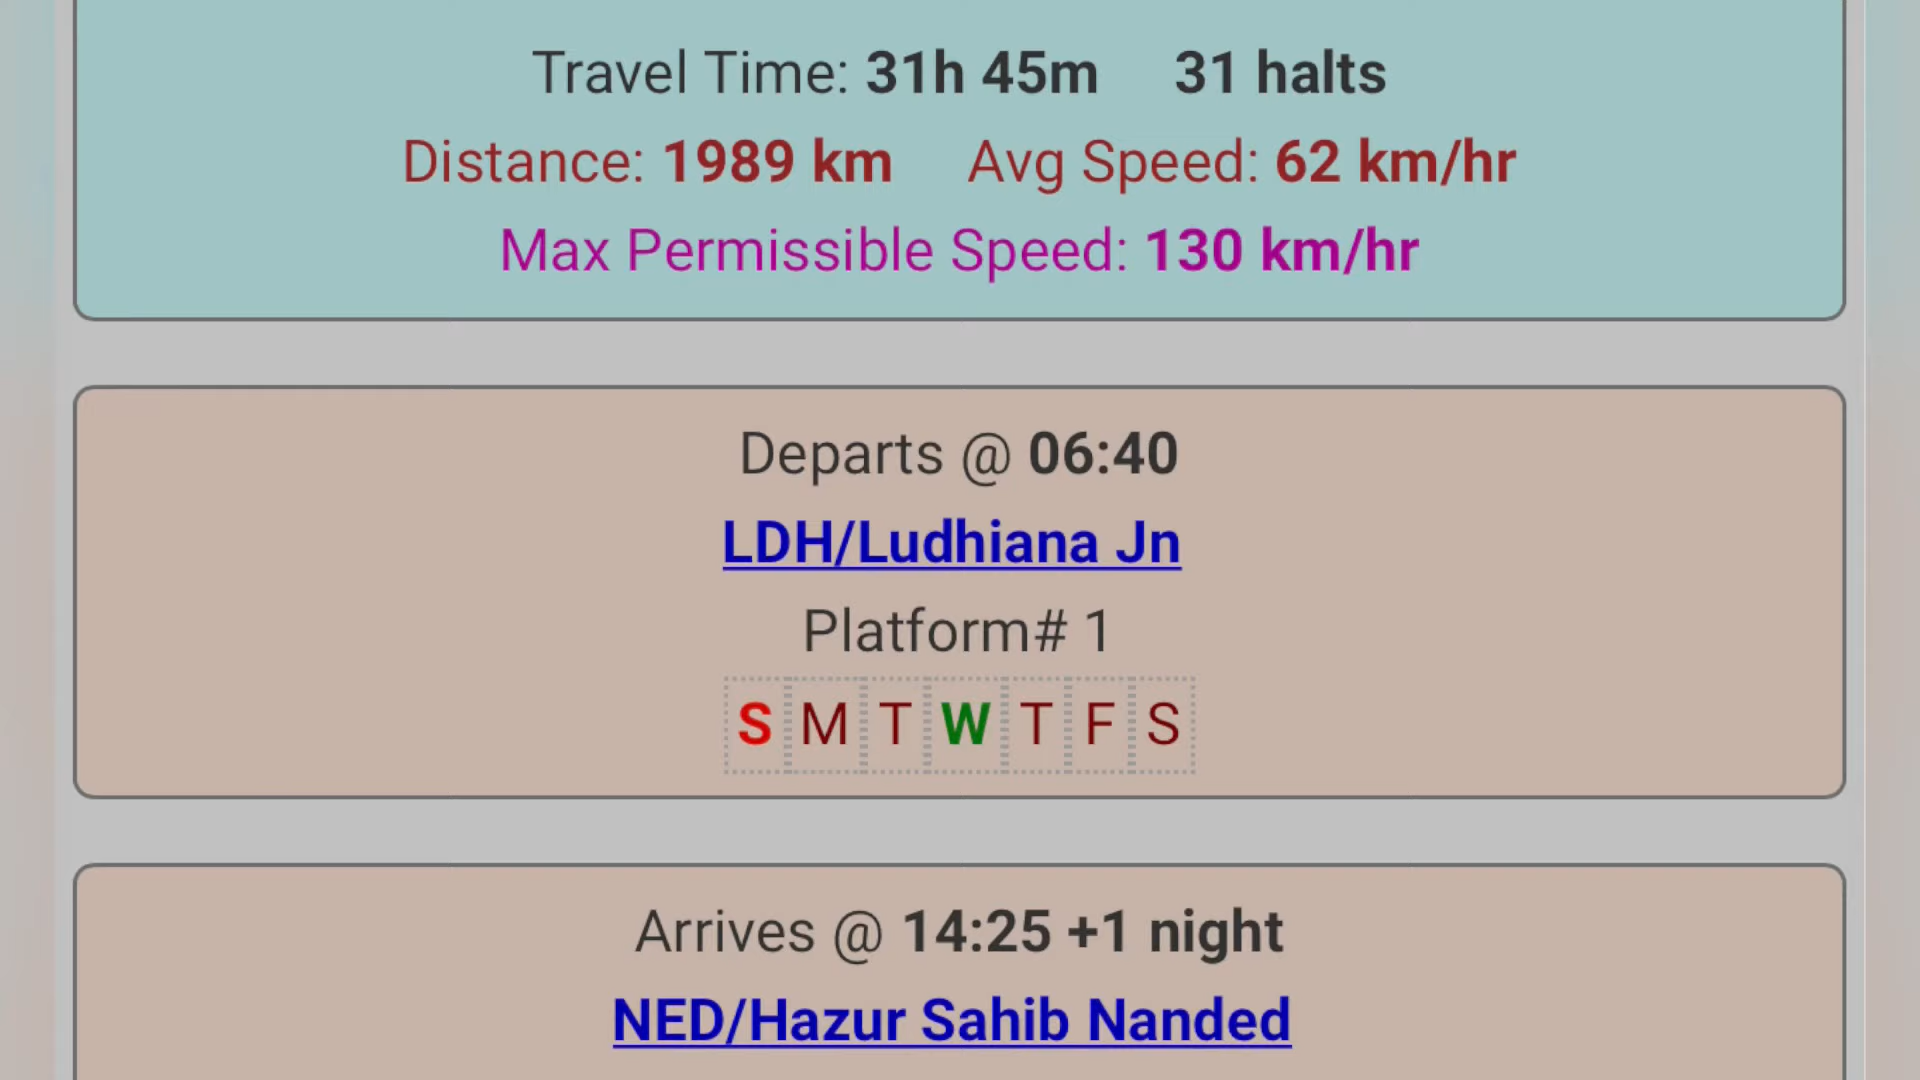 Travel Time: 31h 45m 31 halts
Distance: 1989 km Avg Speed: 62 km/hr
Max Permissible Speed: 130 km/hr
Departs @ 06:40
LDH/Ludhiana Jn
Platform# 1
S M T W T F S
Arrives @ 14:25 +1 night
NED/Hazur Sahib Nanded